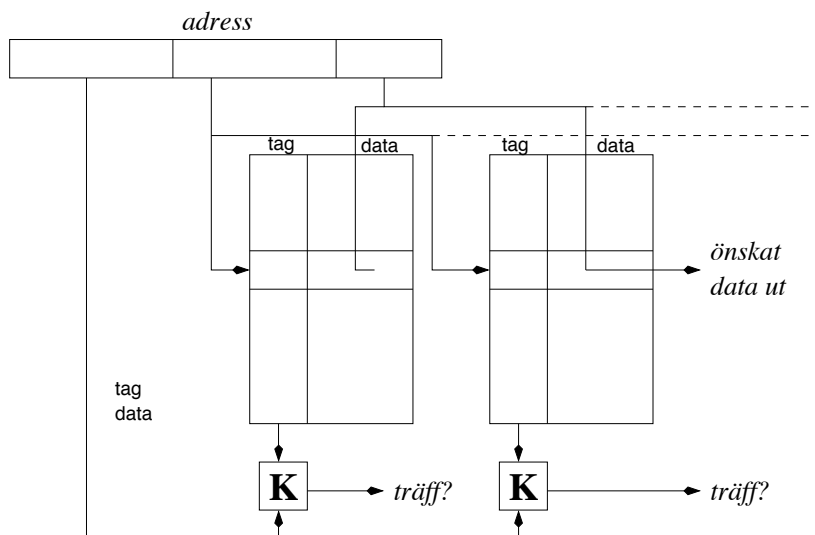 adress
tag data tag data
önskat
data ut
tag
data
K träff? K träff?